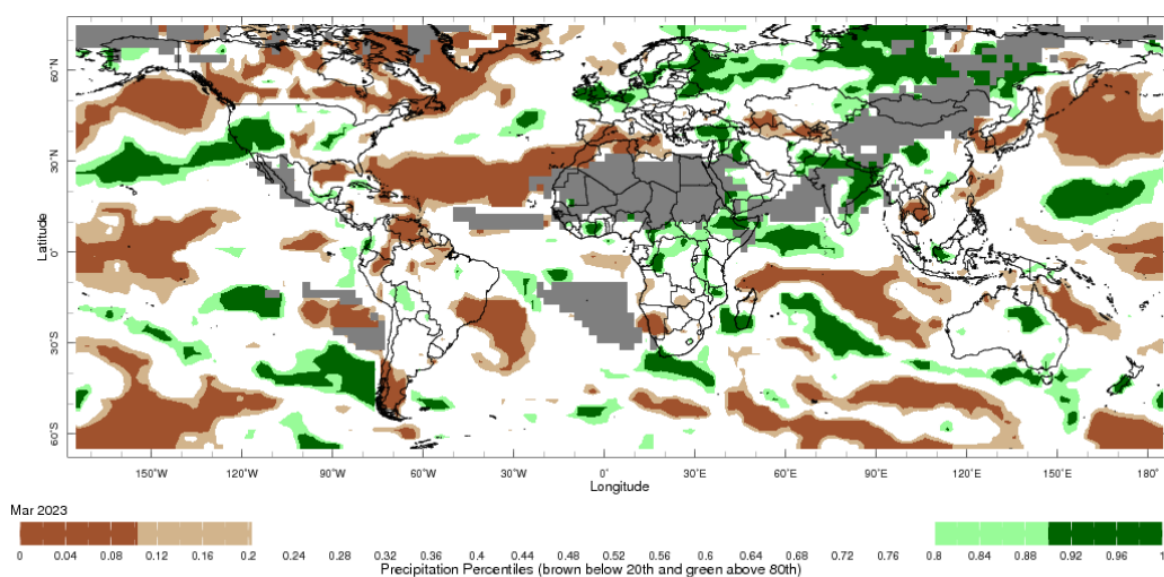 60°N
30°N
0°
30°S
60°S
Latitude
150°W 120°W 90°W 60°W 30°W 0° 30°E 60°E 90°E 120°E 150°E 180°
Longitude
Mar 2023
0 0.04 0.08 0.12 0.16 0.2 0.24 0.28 0.32 0.36 0.4 0.44 0.48 0.52 0.56 0.6 0.64 0.68 0.72 0.76 0.8 0.84 0.88 0.92 0.96 1
Precipitation Percentiles (brown below 20th and green above 80th)